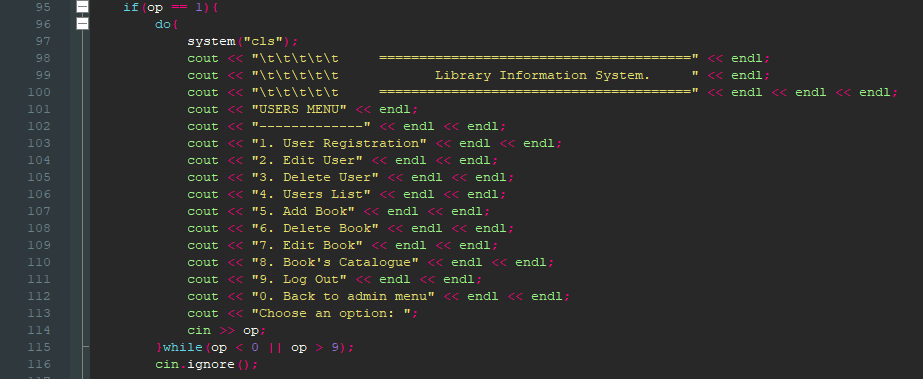 95 if(op == 1){
96 do{
97 system("cls");
98 cout << "\t\t\t\t\t     =======================================" << endl;
99 cout << "\t\t\t\t\t            Library Information System.     " << endl;
100 cout << "\t\t\t\t\t     =======================================" << endl << endl << endl;
101 cout << "USERS MENU" << endl;
102 cout << "-------------" << endl << endl;
103 cout << "1. User Registration" << endl << endl;
104 cout << "2. Edit User" << endl << endl;
105 cout << "3. Delete User" << endl << endl;
106 cout << "4. Users List" << endl << endl;
107 cout << "5. Add Book" << endl << endl;
108 cout << "6. Delete Book" << endl << endl;
109 cout << "7. Edit Book" << endl << endl;
110 cout << "8. Book's Catalogue" << endl << endl;
111 cout << "9. Log Out" << endl << endl;
112 cout << "0. Back to admin menu" << endl << endl;
113 cout << "Choose an option: ";
114 cin >> op;
115 }while(op < 0 || op > 9);
116 cin.ignore();